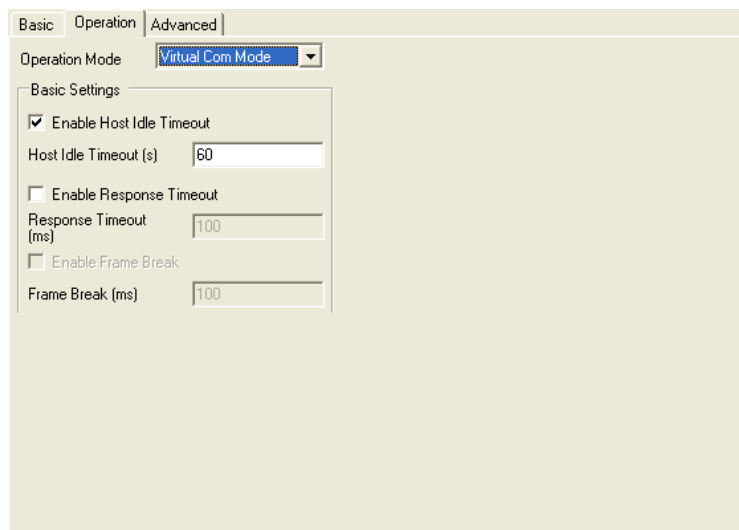 Basic Operation Advanced
Operation Mode Virtual Com Mode
Basic Settings
Enable Host Idle Timeout
Host Idle Timeout (s) 60
Enable Response Timeout
Response Timeout (ms) 100
Enable Frame Break
Frame Break (ms) 100